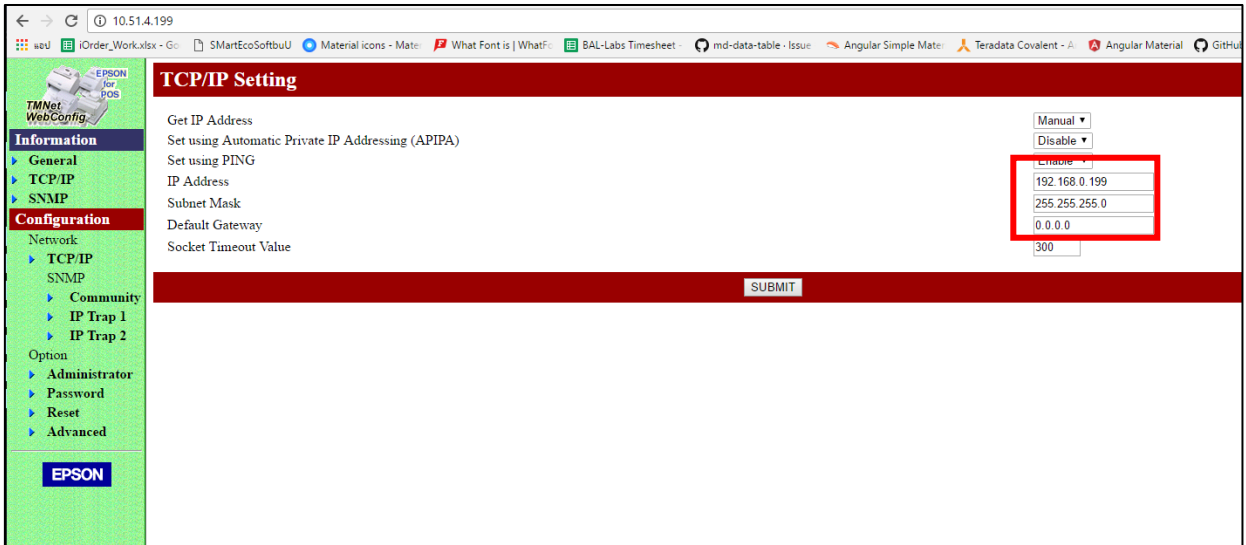 10.51.4.199
แอป iOrder_Work.xlsx - Go SMartEcoSoftbuU Material icons - Mate What Font is | WhatFo BAL-Labs Timesheet - md-data-table · Issue Angular Simple Mater Teradata Covalent - A Angular Material GitHub
EPSON
for
POS
TMNet
WebConfig
Information
General
TCP/IP
SNMP
Configuration
Network
TCP/IP
SNMP
Community
IP Trap 1
IP Trap 2
Option
Administrator
Password
Reset
Advanced
EPSON
TCP/IP Setting
Get IP Address Manual
Set using Automatic Private IP Addressing (APIPA) Disable
Set using PING Enable
IP Address 192.168.0.199
Subnet Mask 255.255.255.0
Default Gateway 0.0.0.0
Socket Timeout Value 300
SUBMIT